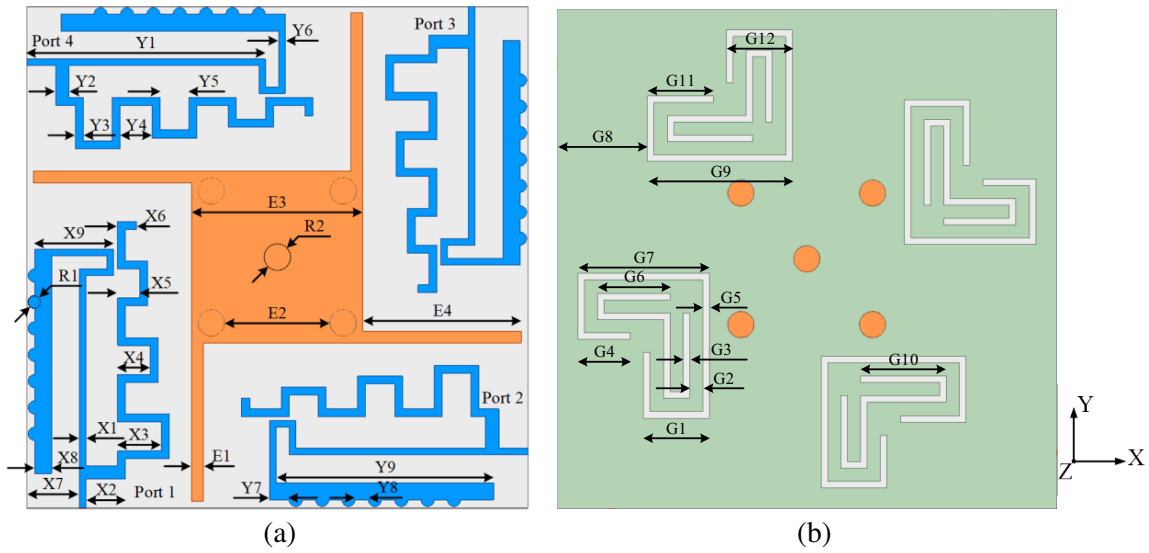 Port 4
Y1
Y6
Port 3
Y2
Y5
Y3
Y4
E3
R2
X6
X9
R1
X5
E2
E4
X4
X1
X3
X8
X7
X2
Port 1
E1
Port 2
Y9
Y7
Y8
(a)
G12
G11
G8
G9
G7
G6
G5
G4
G3
G2
G1
G10
Y
Z
X
(b)